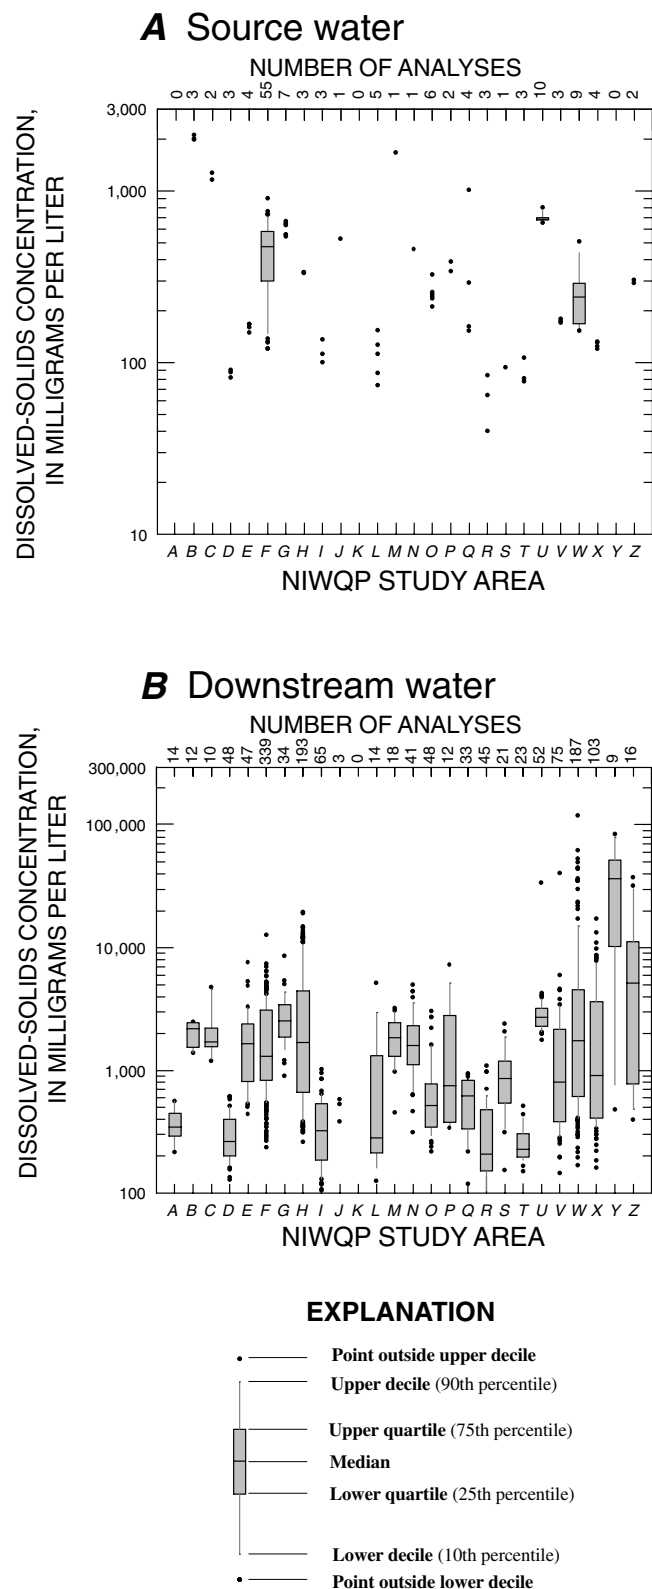 A Source water
NUMBER OF ANALYSES
0 3 2 3 4 55 7 3 3 1 0 5 1 1 6 2 3 3 1 3 10 3 9 4 0 2
DISSOLVED-SOLIDS CONCENTRATION,
IN MILLIGRAMS PER LITER
3,000
1,000
100
10
A B C D E F G H I J K L M N O P Q R S T U V W X Y Z
NIWQP STUDY AREA
B Downstream water
NUMBER OF ANALYSES
14 12 10 48 47 339 34 193 65 3 0 14 18 41 48 12 33 45 21 23 52 75 187 103 9 16
DISSOLVED-SOLIDS CONCENTRATION,
IN MILLIGRAMS PER LITER
300,000
100,000
10,000
1,000
100
A B C D E F G H I J K L M N O P Q R S T U V W X Y Z
NIWQP STUDY AREA
EXPLANATION
Point outside upper decile
Upper decile (90th percentile)
Upper quartile (75th percentile)
Median
Lower quartile (25th percentile)
Lower decile (10th percentile)
Point outside lower decile